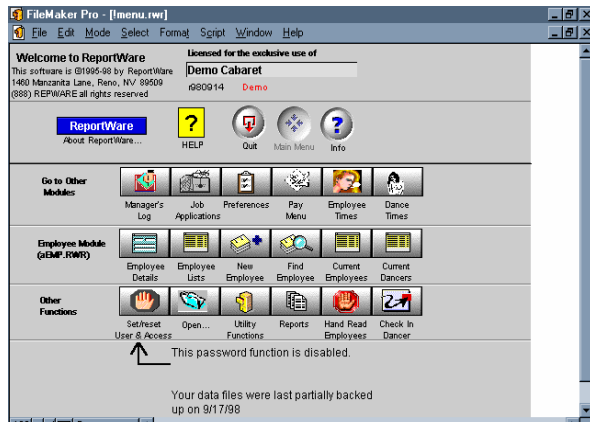 FileMaker Pro - [!menu.rwr]
File Edit Mode Select Format Script Window Help
Welcome to ReportWare
This software is ©1995-98
by ReportWare
1460 Manzanita Lane, Reno, NV 89509
(888) REPWARE all rights
reserved
Licensed for the exclusive use of
Demo Cabaret
r980914 Demo
ReportWare
About ReportWare...
?
HELP
Quit
Main Menu
?
Info
Go to Other
Modules
Manager's
Log
Job
Applications
Preferences
Pay
Menu
Employee
Times
Dance
Times
Employee Module
(aEMP.RWR)
Employee
Details
Employee
Lists
New
Employee
Find
Employee
Current
Employees
Current
Dancers
Other
Functions
Set/reset
User & Access
Open...
Utility
Functions
Reports
Hand Read
Employees
Check In
Dancer
This password function is disabled.
Your data files were last partially backed
up on 9/17/98